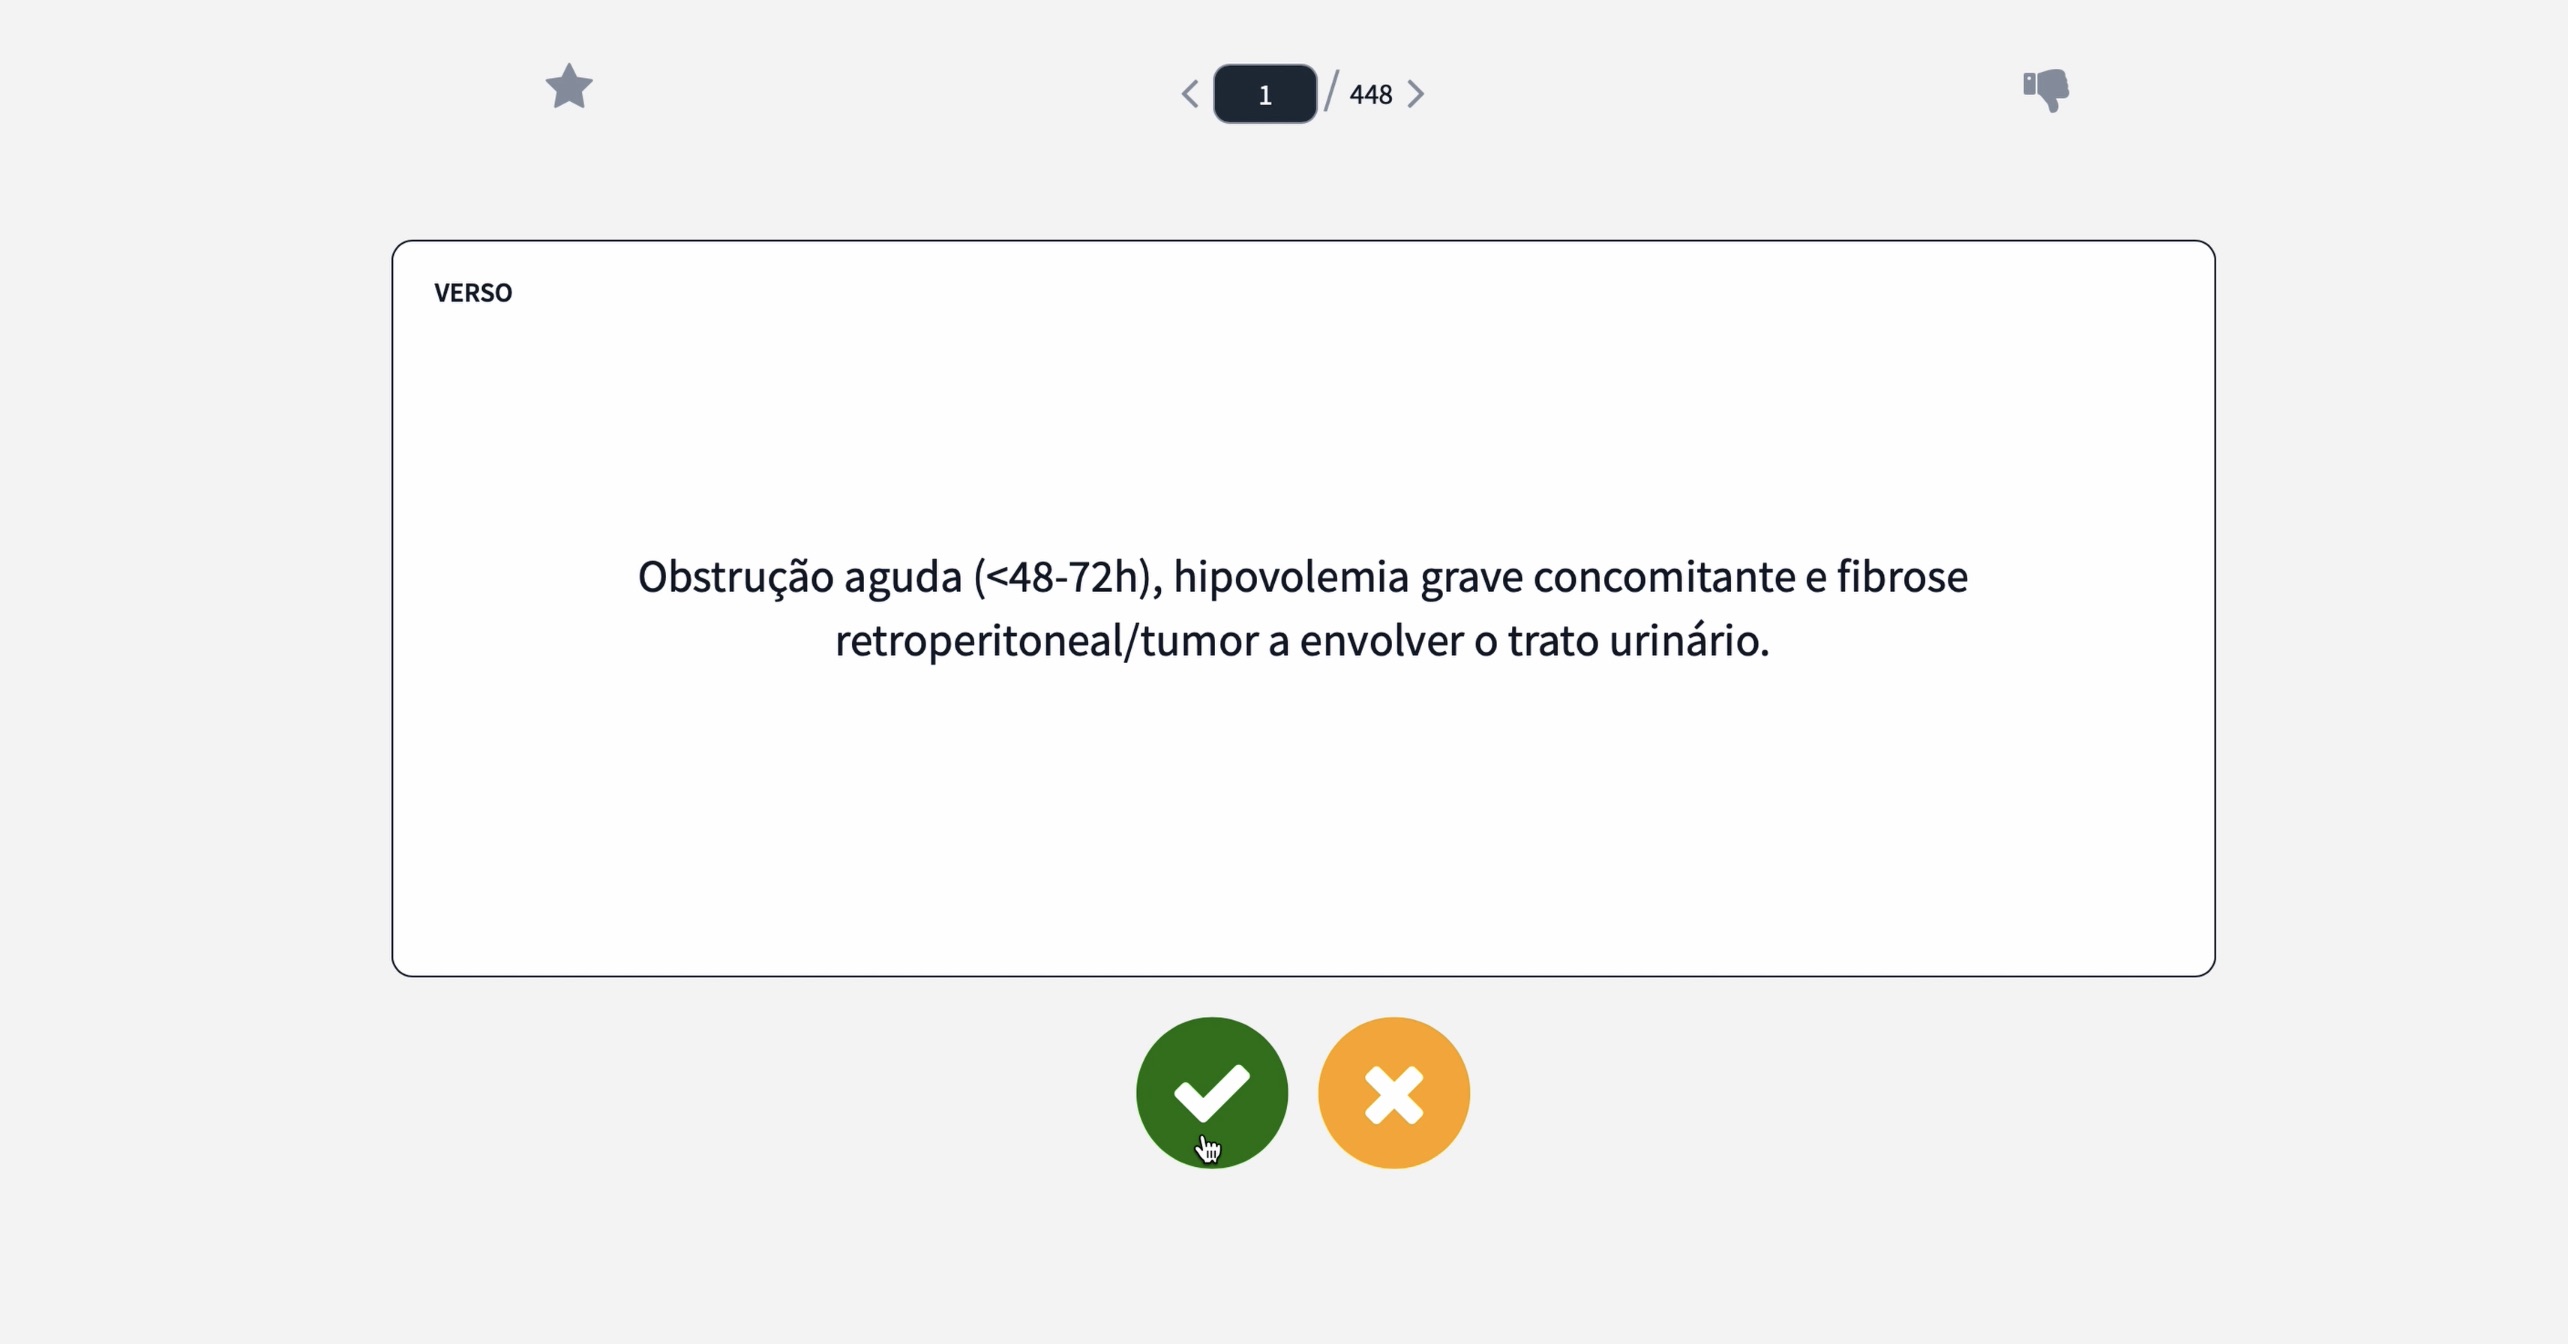 1 / 448
VERSO
Obstrução aguda (<48-72h), hipovolemia grave concomitante e fibrose
retroperitoneal/tumor a envolver o trato urinário.